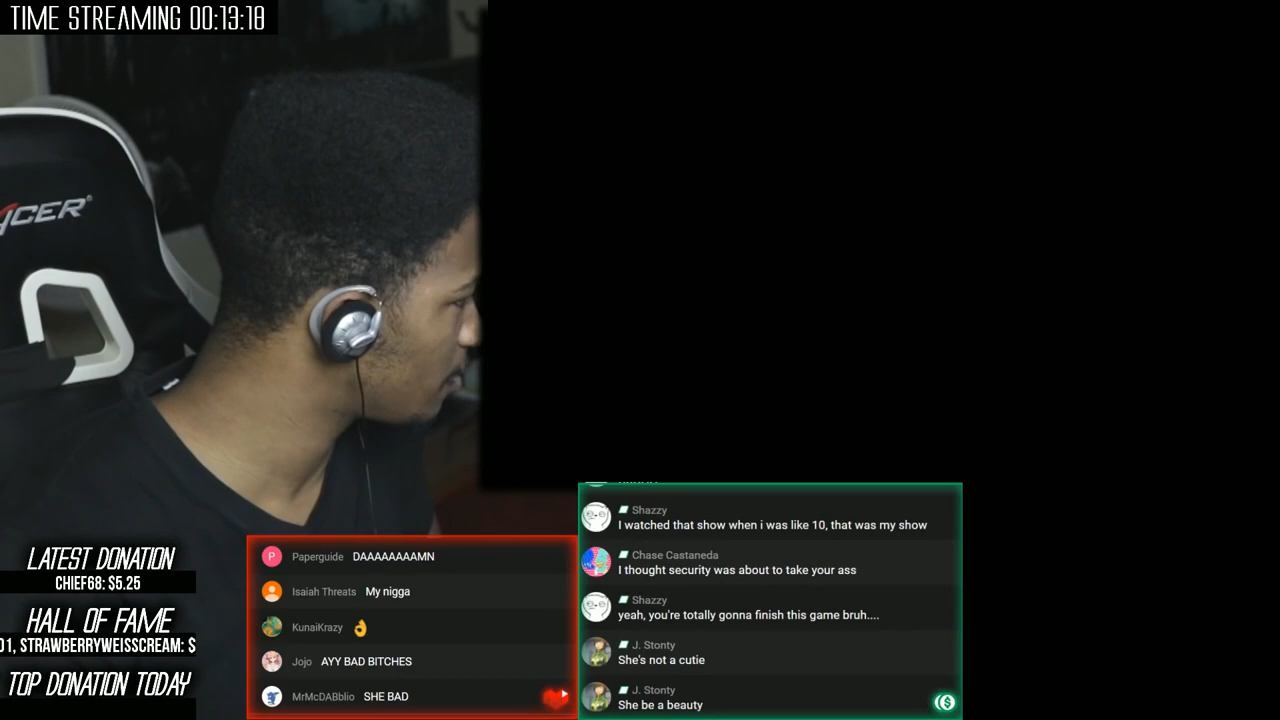 TIME STREAMING 00:13:18
LATEST DONATION
CHIEF68: $5.25
HALL OF FAME
01, STRAWBERRYWEISSCREAM: $
TOP DONATION TODAY
Paperguide DAAAAAAAAMN
Isaiah Threats My nigga
KunaiKrazy 👌
Jojo AYY BAD BITCHES
MrMcDABblio SHE BAD
Shazzy
I watched that show when i was like 10, that was my show
Chase Castaneda
I thought security was about to take your ass
Shazzy
yeah, you're totally gonna finish this game bruh....
J. Stonty
She's not a cutie
J. Stonty
She be a beauty